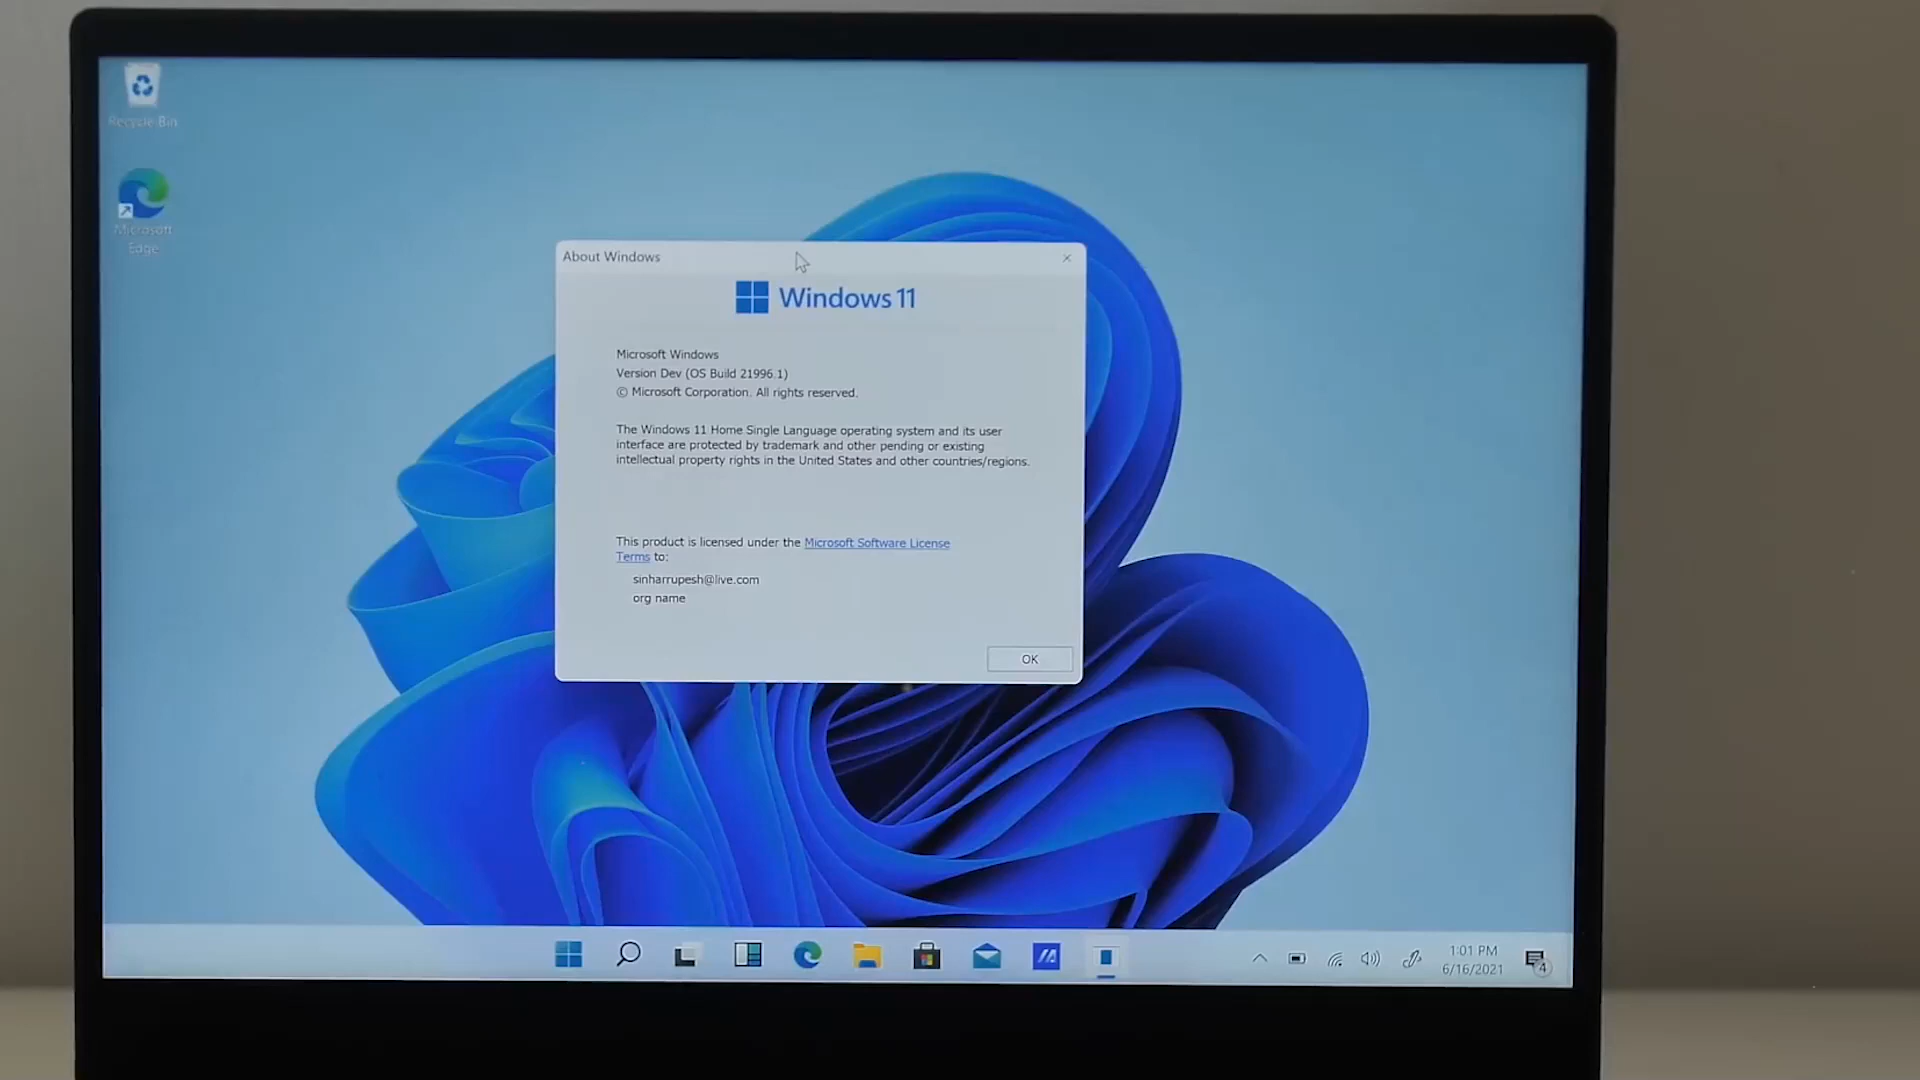 Recycle Bin
Microsoft
Edge
About Windows
Windows 11
Microsoft Windows
Version Dev (OS Build 21996.1)
© Microsoft Corporation. All rights reserved.
The Windows 11 Home Single Language operating system and its user
interface are protected by trademark and other pending or existing
intellectual property rights in the United States and other countries/regions.
This product is licensed under the Microsoft Software License
Terms to:
sinharrupesh@live.com
org name
OK
1:01 PM
6/16/2021
4